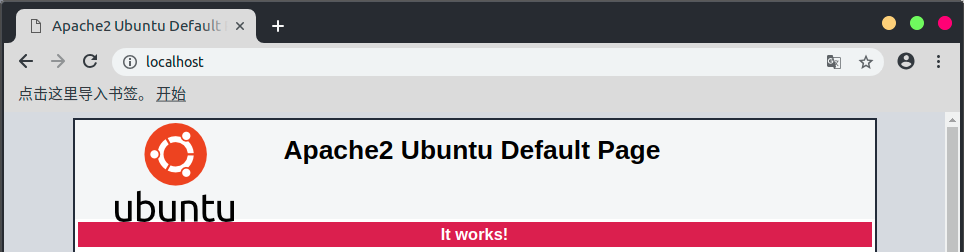 Apache2 Ubuntu Default
localhost
点击这里导入书签。 开始
Apache2 Ubuntu Default Page
ubuntu
It works!